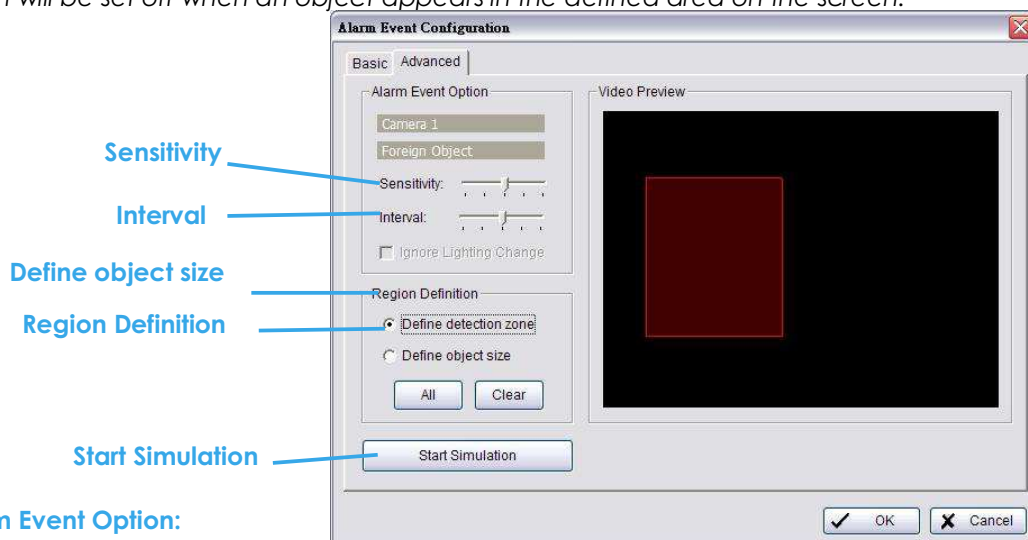 will be set off when an object appears in the defined area on the screen.
Alarm Event Configuration
Basic Advanced
Alarm Event Option
Video Preview
Camera 1
Foreign Object
Sensitivity
Sensitivity:
Interval
Interval:
Ignore Lighting Change
Define object size
Region Definition
Region Definition
Define detection zone
Define object size
All Clear
Start Simulation
Start Simulation
Event Option:
OK Cancel